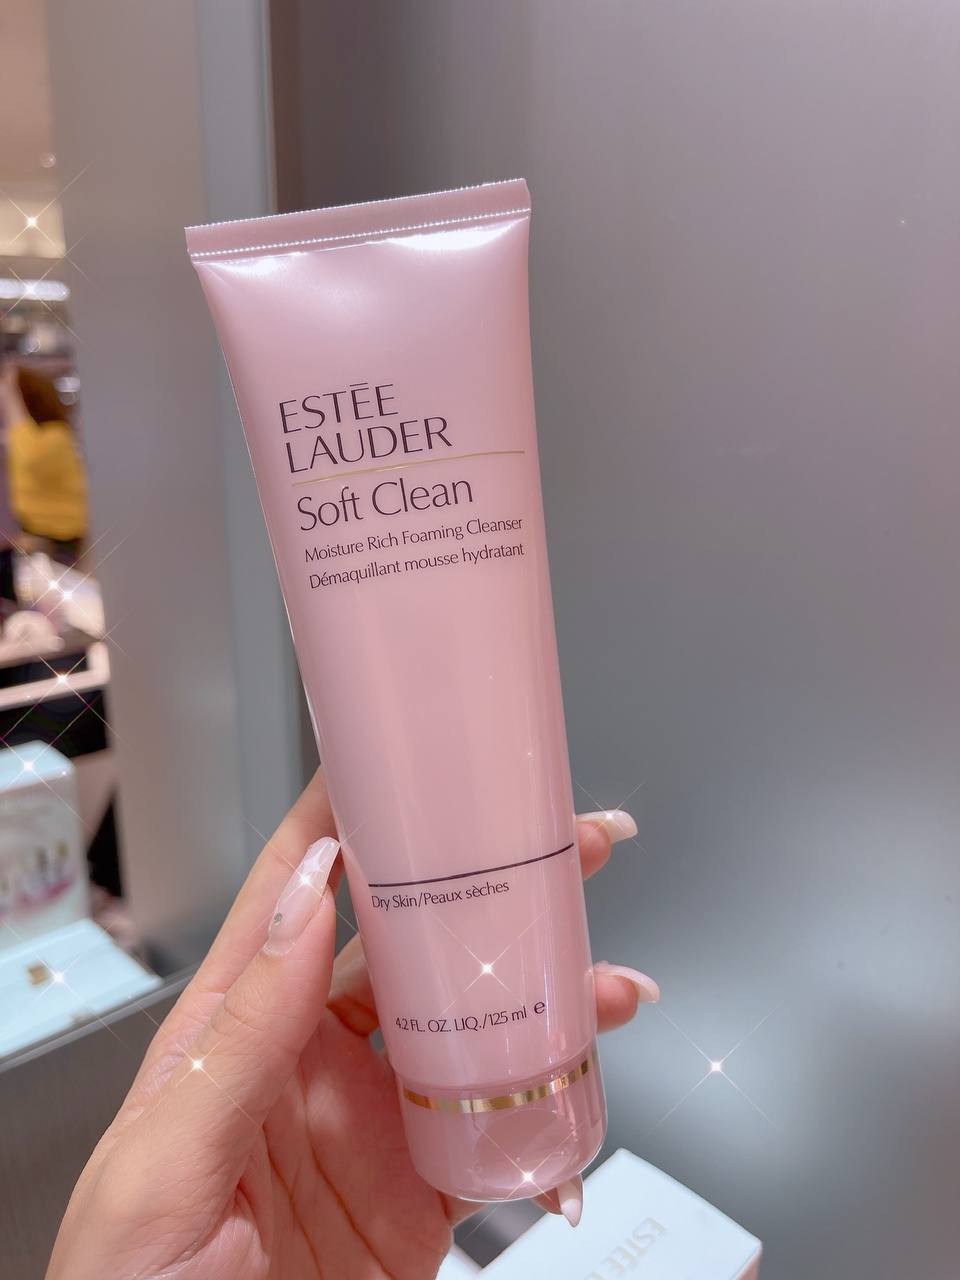 ESTĒE
LAUDER
Soft Clean
Moisture Rich Foaming Cleanser
Démaquillant mousse hydratant
Dry Skin/Peaux sèches
4.2 FL. OZ. LIQ./125 ml ℮
ESTĒE